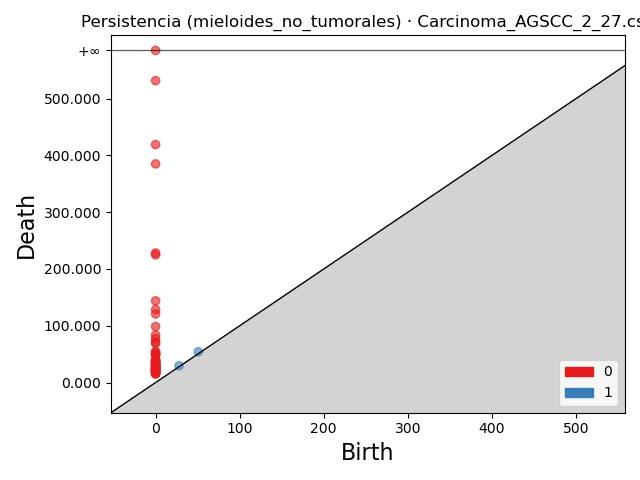 Persistencia (mieloides_no_tumorales) · Carcinoma_AGSCC_2_27.cs
+∞
500.000
400.000
300.000
200.000
100.000
0.000
Death
0
1
0 100 200 300 400 500
Birth